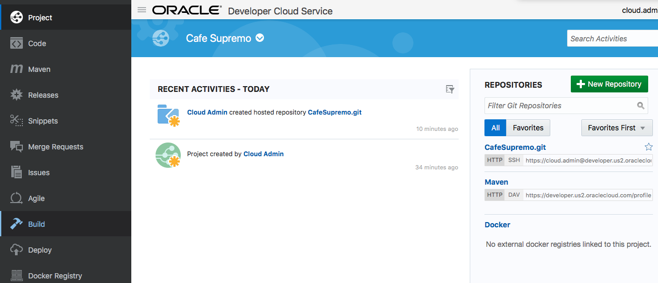 Project
Code
Maven
Releases
Snippets
Merge Requests
Issues
Agile
Build
Deploy
Docker Registry
ORACLE Developer Cloud Service
cloud.adm
Cafe Supremo
Search Activities
RECENT ACTIVITIES - TODAY
Cloud Admin created hosted repository CafeSupremo.git
10 minutes ago
Project created by Cloud Admin
34 minutes ago
REPOSITORIES
New Repository
Filter Git Repositories
All Favorites Favorites First
CafeSupremo.git
HTTP SSH https://cloud.admin@developer.us2.oraclecloud
Maven
HTTP DAV https://developer.us2.oraclecloud.com/profile
Docker
No external docker registries linked to this project.